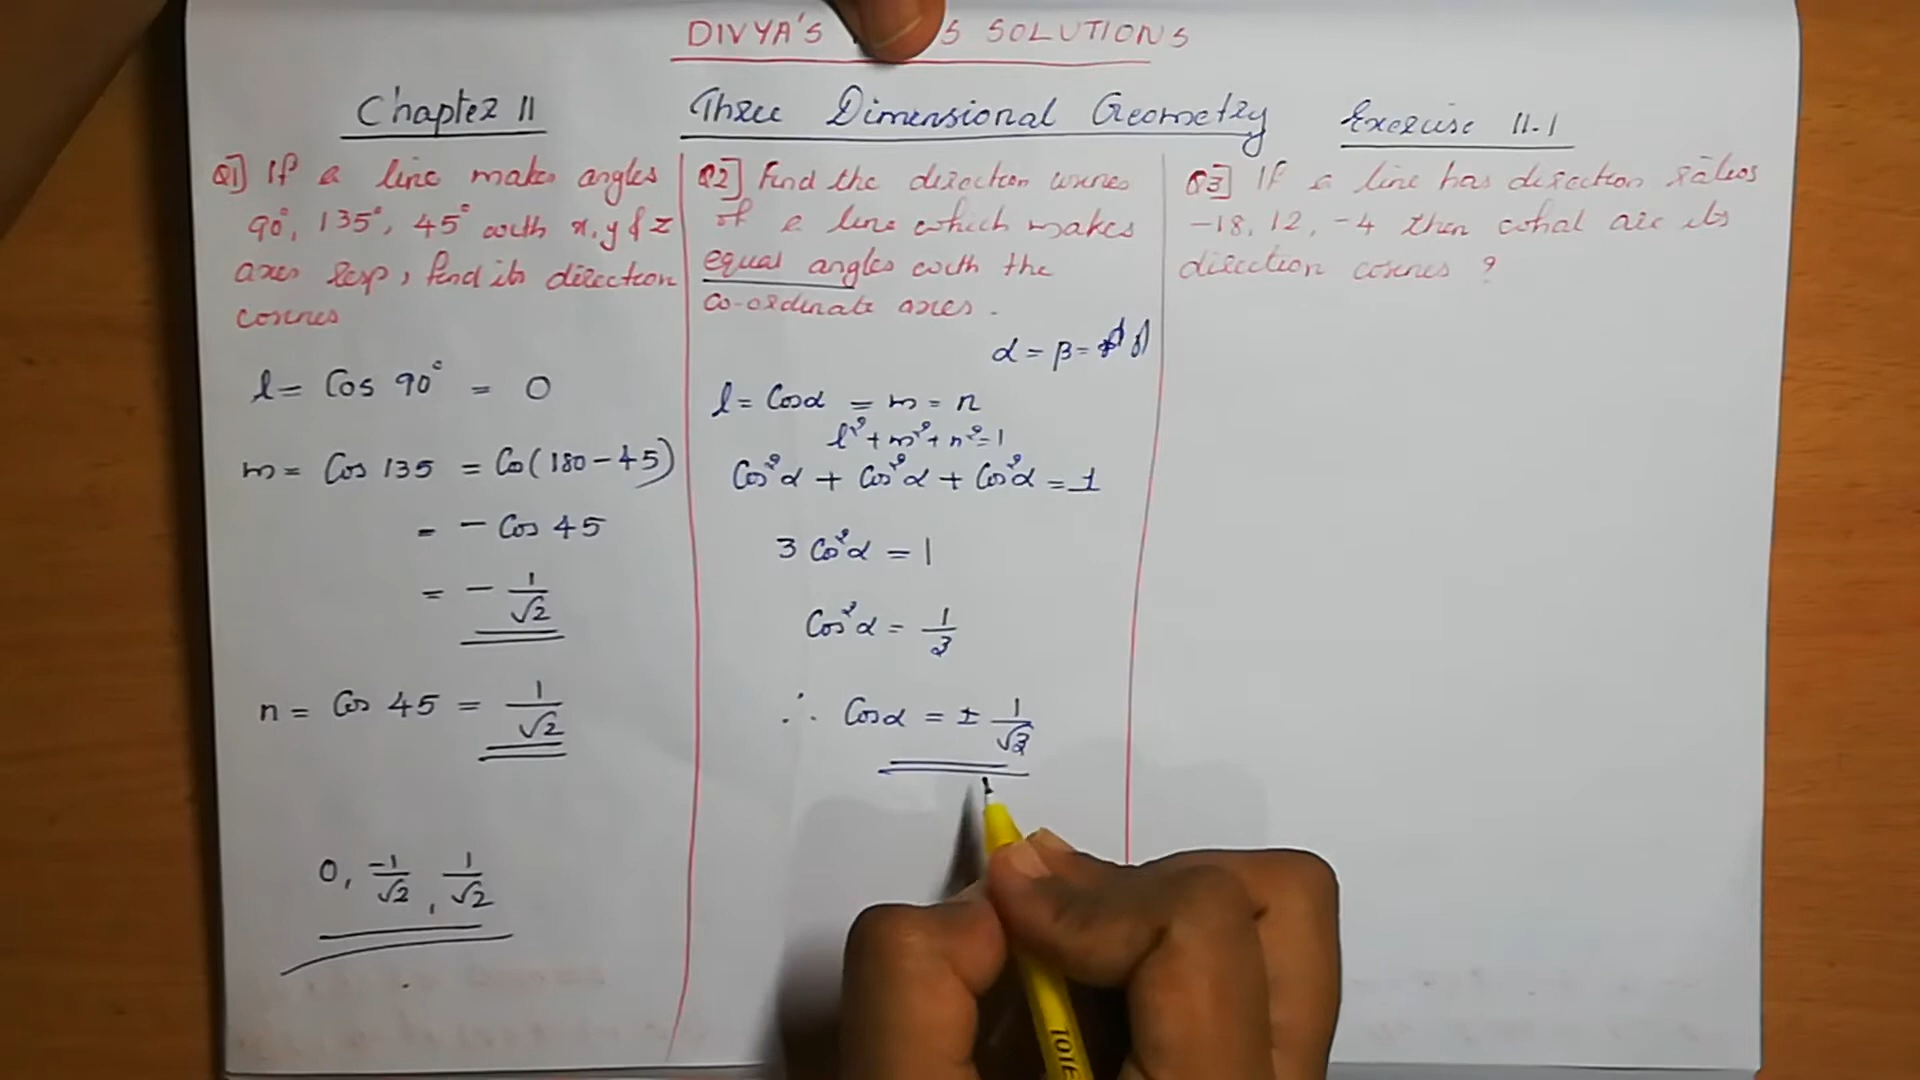 DIVYA'S S SOLUTIONS
Chapter 11 Three Dimensional Geometry Exercise 11.1
Q1] If a line makes angles
90°, 135°, 45° with x, y & z
axes resp, find its direction
cosines
l = Cos 90° = 0
m = Cos 135 = Co(180-45)
= - Cos 45
= - 1/√2
n = Cos 45 = 1/√2
0, -1/√2, 1/√2
Q2] Find the direction cosines
of a line which makes
equal angles with the
co-ordinate axes.
α = β =
l = Cosα = m = n
l² + m² + n² = 1
Cos²α + Cos²α + Cos²α = 1
3 Cos²α = 1
Cos²α = 1/3
∴ Cosα = ± 1/√3
Q3] If a line has direction ratios
-18, 12, -4 then what are its
direction cosines ?
TOTE